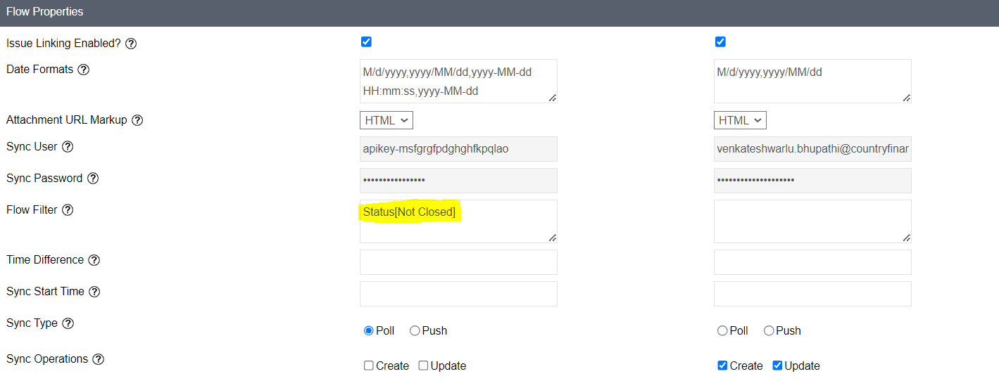 Flow Properties
Issue Linking Enabled?
Date Formats
M/d/yyyy,yyyy/MM/dd,yyyy-MM-dd
HH:mm:ss,yyyy-MM-dd
M/d/yyyy,yyyy/MM/dd
Attachment URL Markup
HTML
HTML
Sync User
apikey-msfgrgfpdghghfkpqlao
venkateshwarlu.bhupathi@countryfinar
Sync Password
••••••••••••••••
••••••••••••••••••••
Flow Filter
Status[Not Closed]
Time Difference
Sync Start Time
Sync Type
Poll Push
Poll Push
Sync Operations
Create Update
Create Update